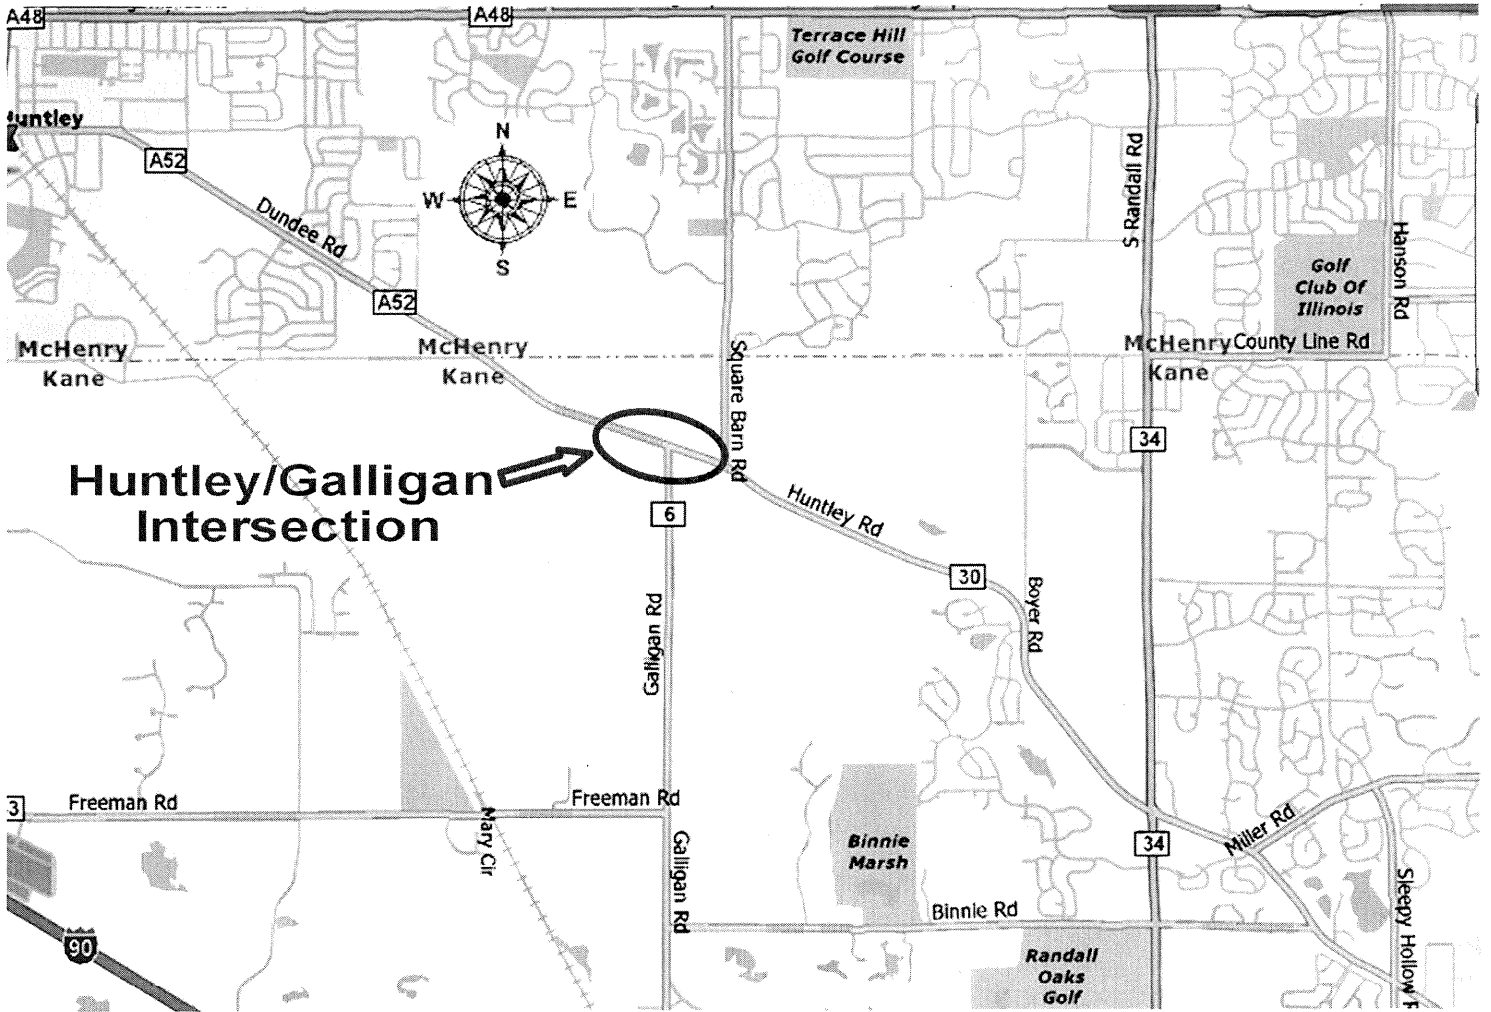 A48
A48
Terrace Hill
Golf Course
untley
A52
N
W
E
S
Dundee Rd
S Randall Rd
Hanson Rd
Golf
Club Of
Illinois
A52
McHenry
Kane
McHenry
Kane
Square Barn Rd
McHenry
Kane
County Line Rd
34
Huntley/Galligan
Intersection
6
Huntley Rd
30
Boyer Rd
Galligan Rd
3
Freeman Rd
Freeman Rd
Mary Cir
Galligan Rd
Binnie
Marsh
34
Miller Rd
Sleepy Hollow
Binnie Rd
90
Randall
Oaks
Golf